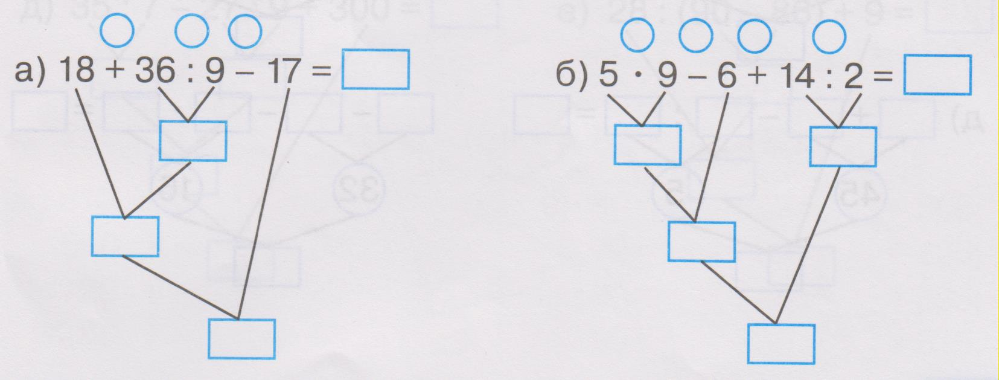 а) 18 + 36 : 9 – 17 =
б) 5 · 9 – 6 + 14 : 2 =